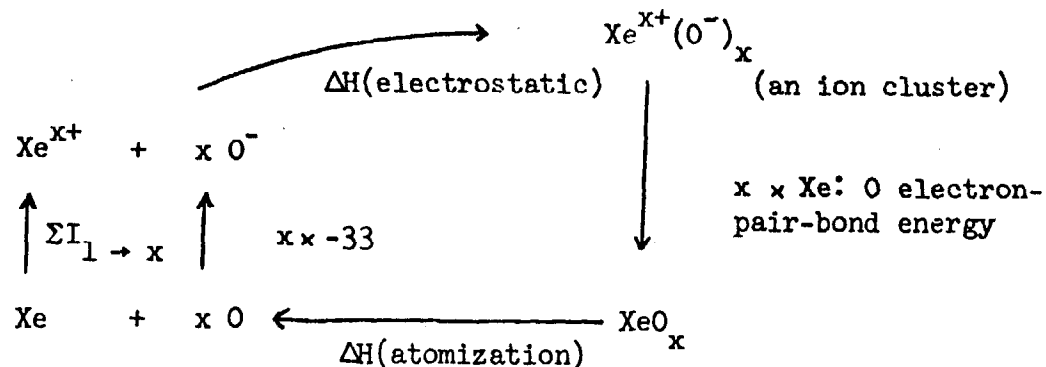 Xe^{x+}(O^-)_x
ΔH(electrostatic)
(an ion cluster)
Xe^{x+} + x O^-
x × Xe: O electron-
pair-bond energy
ΣI_{1 → x}
x × -33
Xe + x O
XeO_x
ΔH(atomization)